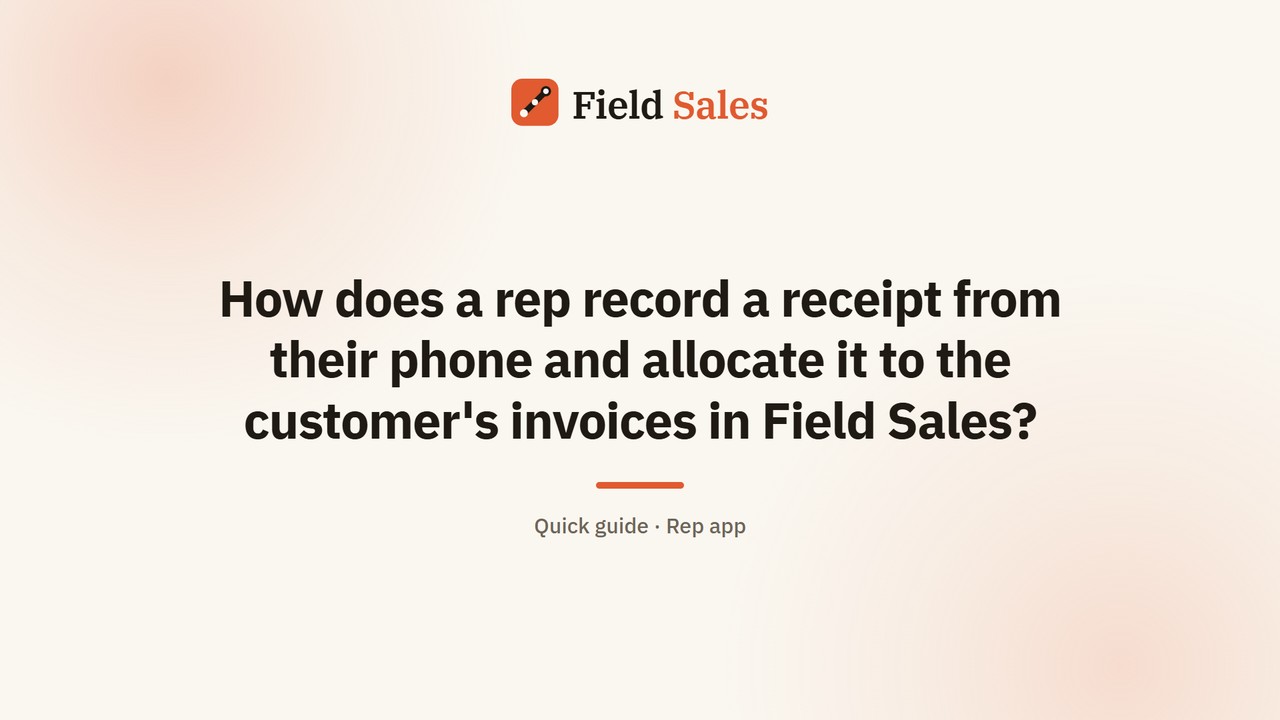 Field Sales
How does a rep record a receipt from
their phone and allocate it to the
customer's invoices in Field Sales?
Quick guide · Rep app